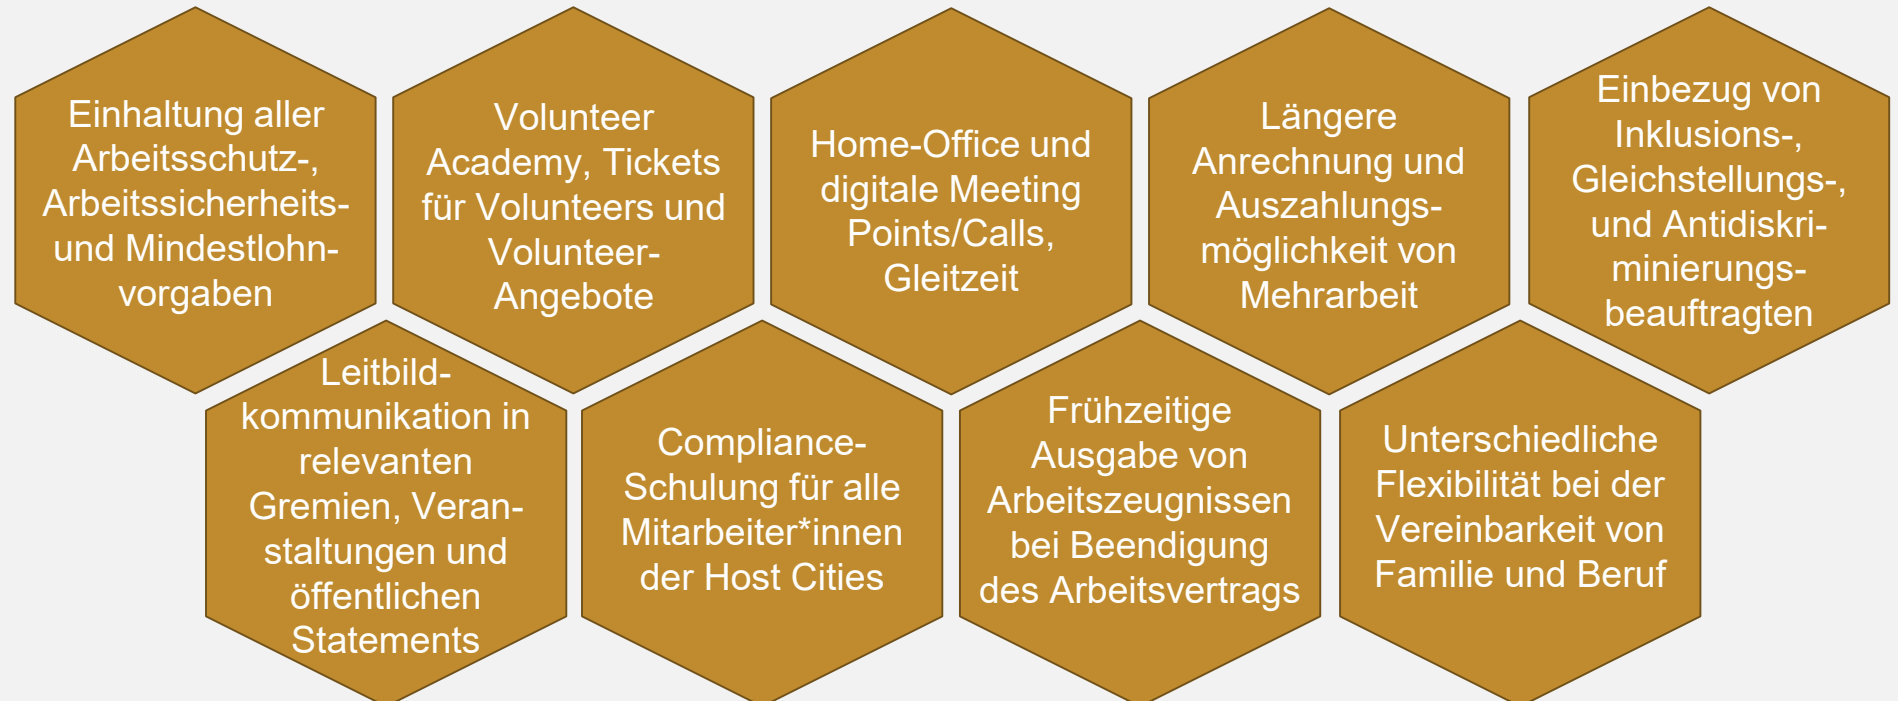 Einhaltung aller
Arbeitsschutz-,
Arbeitssicherheits-
und Mindestlohn-
vorgaben
Volunteer
Academy, Tickets
für Volunteers und
Volunteer-
Angebote
Home-Office und
digitale Meeting
Points/Calls,
Gleitzeit
Längere
Anrechnung und
Auszahlungs-
möglichkeit von
Mehrarbeit
Einbezug von
Inklusions-,
Gleichstellungs-,
und Antidiskri-
minierungs-
beauftragten
Leitbild-
kommunikation in
relevanten
Gremien, Veran-
staltungen und
öffentlichen
Statements
Compliance-
Schulung für alle
Mitarbeiter*innen
der Host Cities
Frühzeitige
Ausgabe von
Arbeitszeugnissen
bei Beendigung
des Arbeitsvertrags
Unterschiedliche
Flexibilität bei der
Vereinbarkeit von
Familie und Beruf